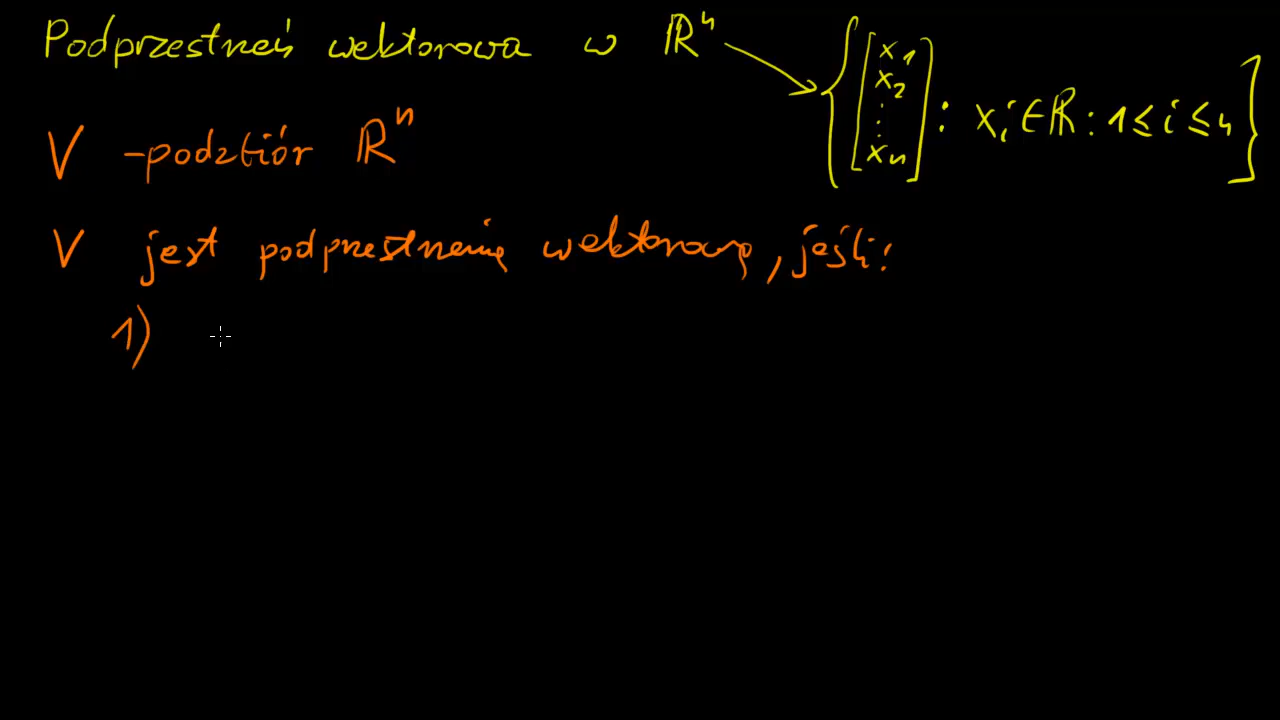 Podprzestrzeń wektorowa w ℝⁿ → { [x₁ x₂ ⋮ xₙ] : xᵢ ∈ ℝ : 1 ≤ i ≤ n }
V - podzbiór ℝⁿ
V jest podprzestrzenią wektorową, jeśli:
1)